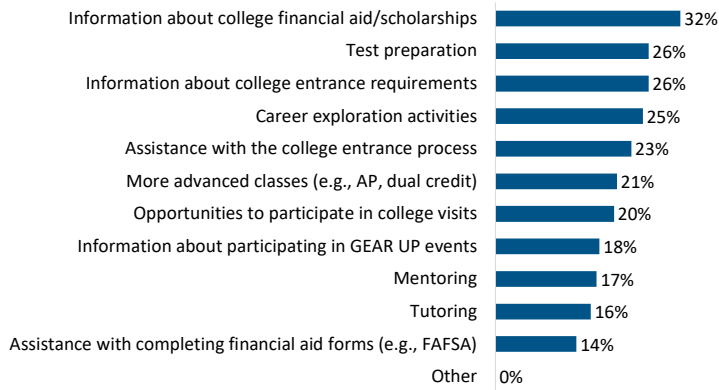 Information about college financial aid/scholarships 32%
Test preparation 26%
Information about college entrance requirements 26%
Career exploration activities 25%
Assistance with the college entrance process 23%
More advanced classes (e.g., AP, dual credit) 21%
Opportunities to participate in college visits 20%
Information about participating in GEAR UP events 18%
Mentoring 17%
Tutoring 16%
Assistance with completing financial aid forms (e.g., FAFSA) 14%
Other 0%